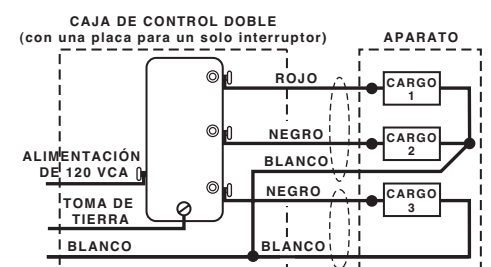 CAJA DE CONTROL DOBLE
(con una placa para un solo interruptor)
APARATO
ROJO
CARGO
1
NEGRO
CARGO
2
BLANCO
ALIMENTACIÓN
DE 120 VCA
NEGRO
CARGO
3
TOMA DE
TIERRA
BLANCO
BLANCO